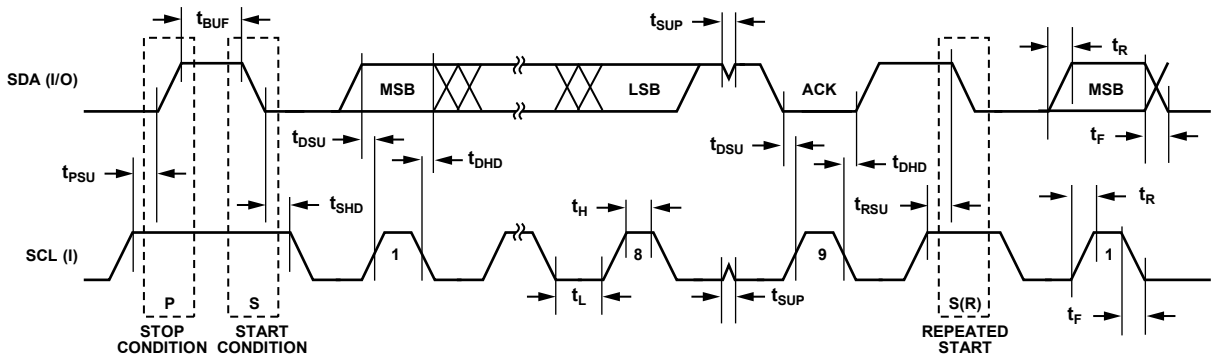 tBUF
tSUP
tR
SDA (I/O)
MSB
LSB
ACK
MSB
tDSU
tDHD
tDSU
tDHD
tF
tPSU
tSHD
tH
tRSU
tR
SCL (I)
1
8
9
1
P
S
tL
tSUP
S(R)
tF
STOP
CONDITION
START
CONDITION
REPEATED
START